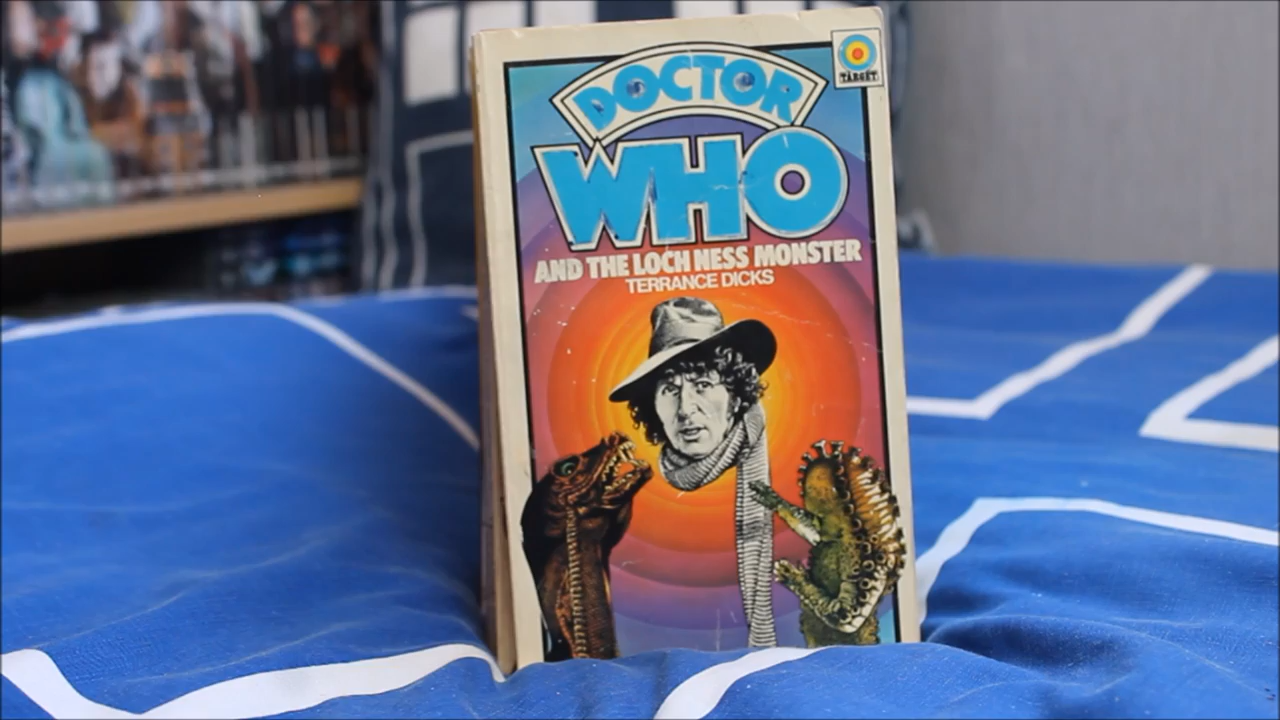 DOCTOR
WHO
AND THE LOCH NESS MONSTER
TERRANCE DICKS
TARGET